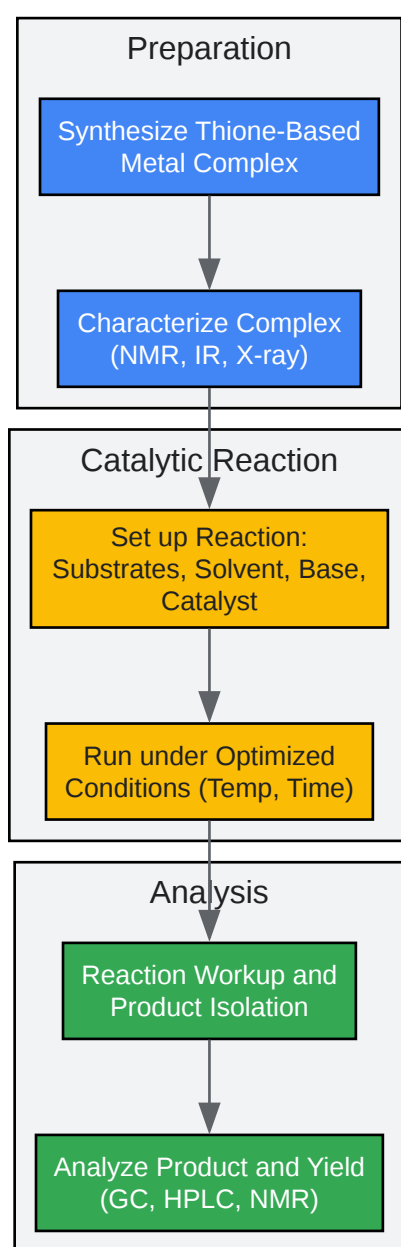 Preparation
Synthesize Thione-Based
Metal Complex
Characterize Complex
(NMR, IR, X-ray)
Catalytic Reaction
Set up Reaction:
Substrates, Solvent, Base,
Catalyst
Run under Optimized
Conditions (Temp, Time)
Analysis
Reaction Workup and
Product Isolation
Analyze Product and Yield
(GC, HPLC, NMR)